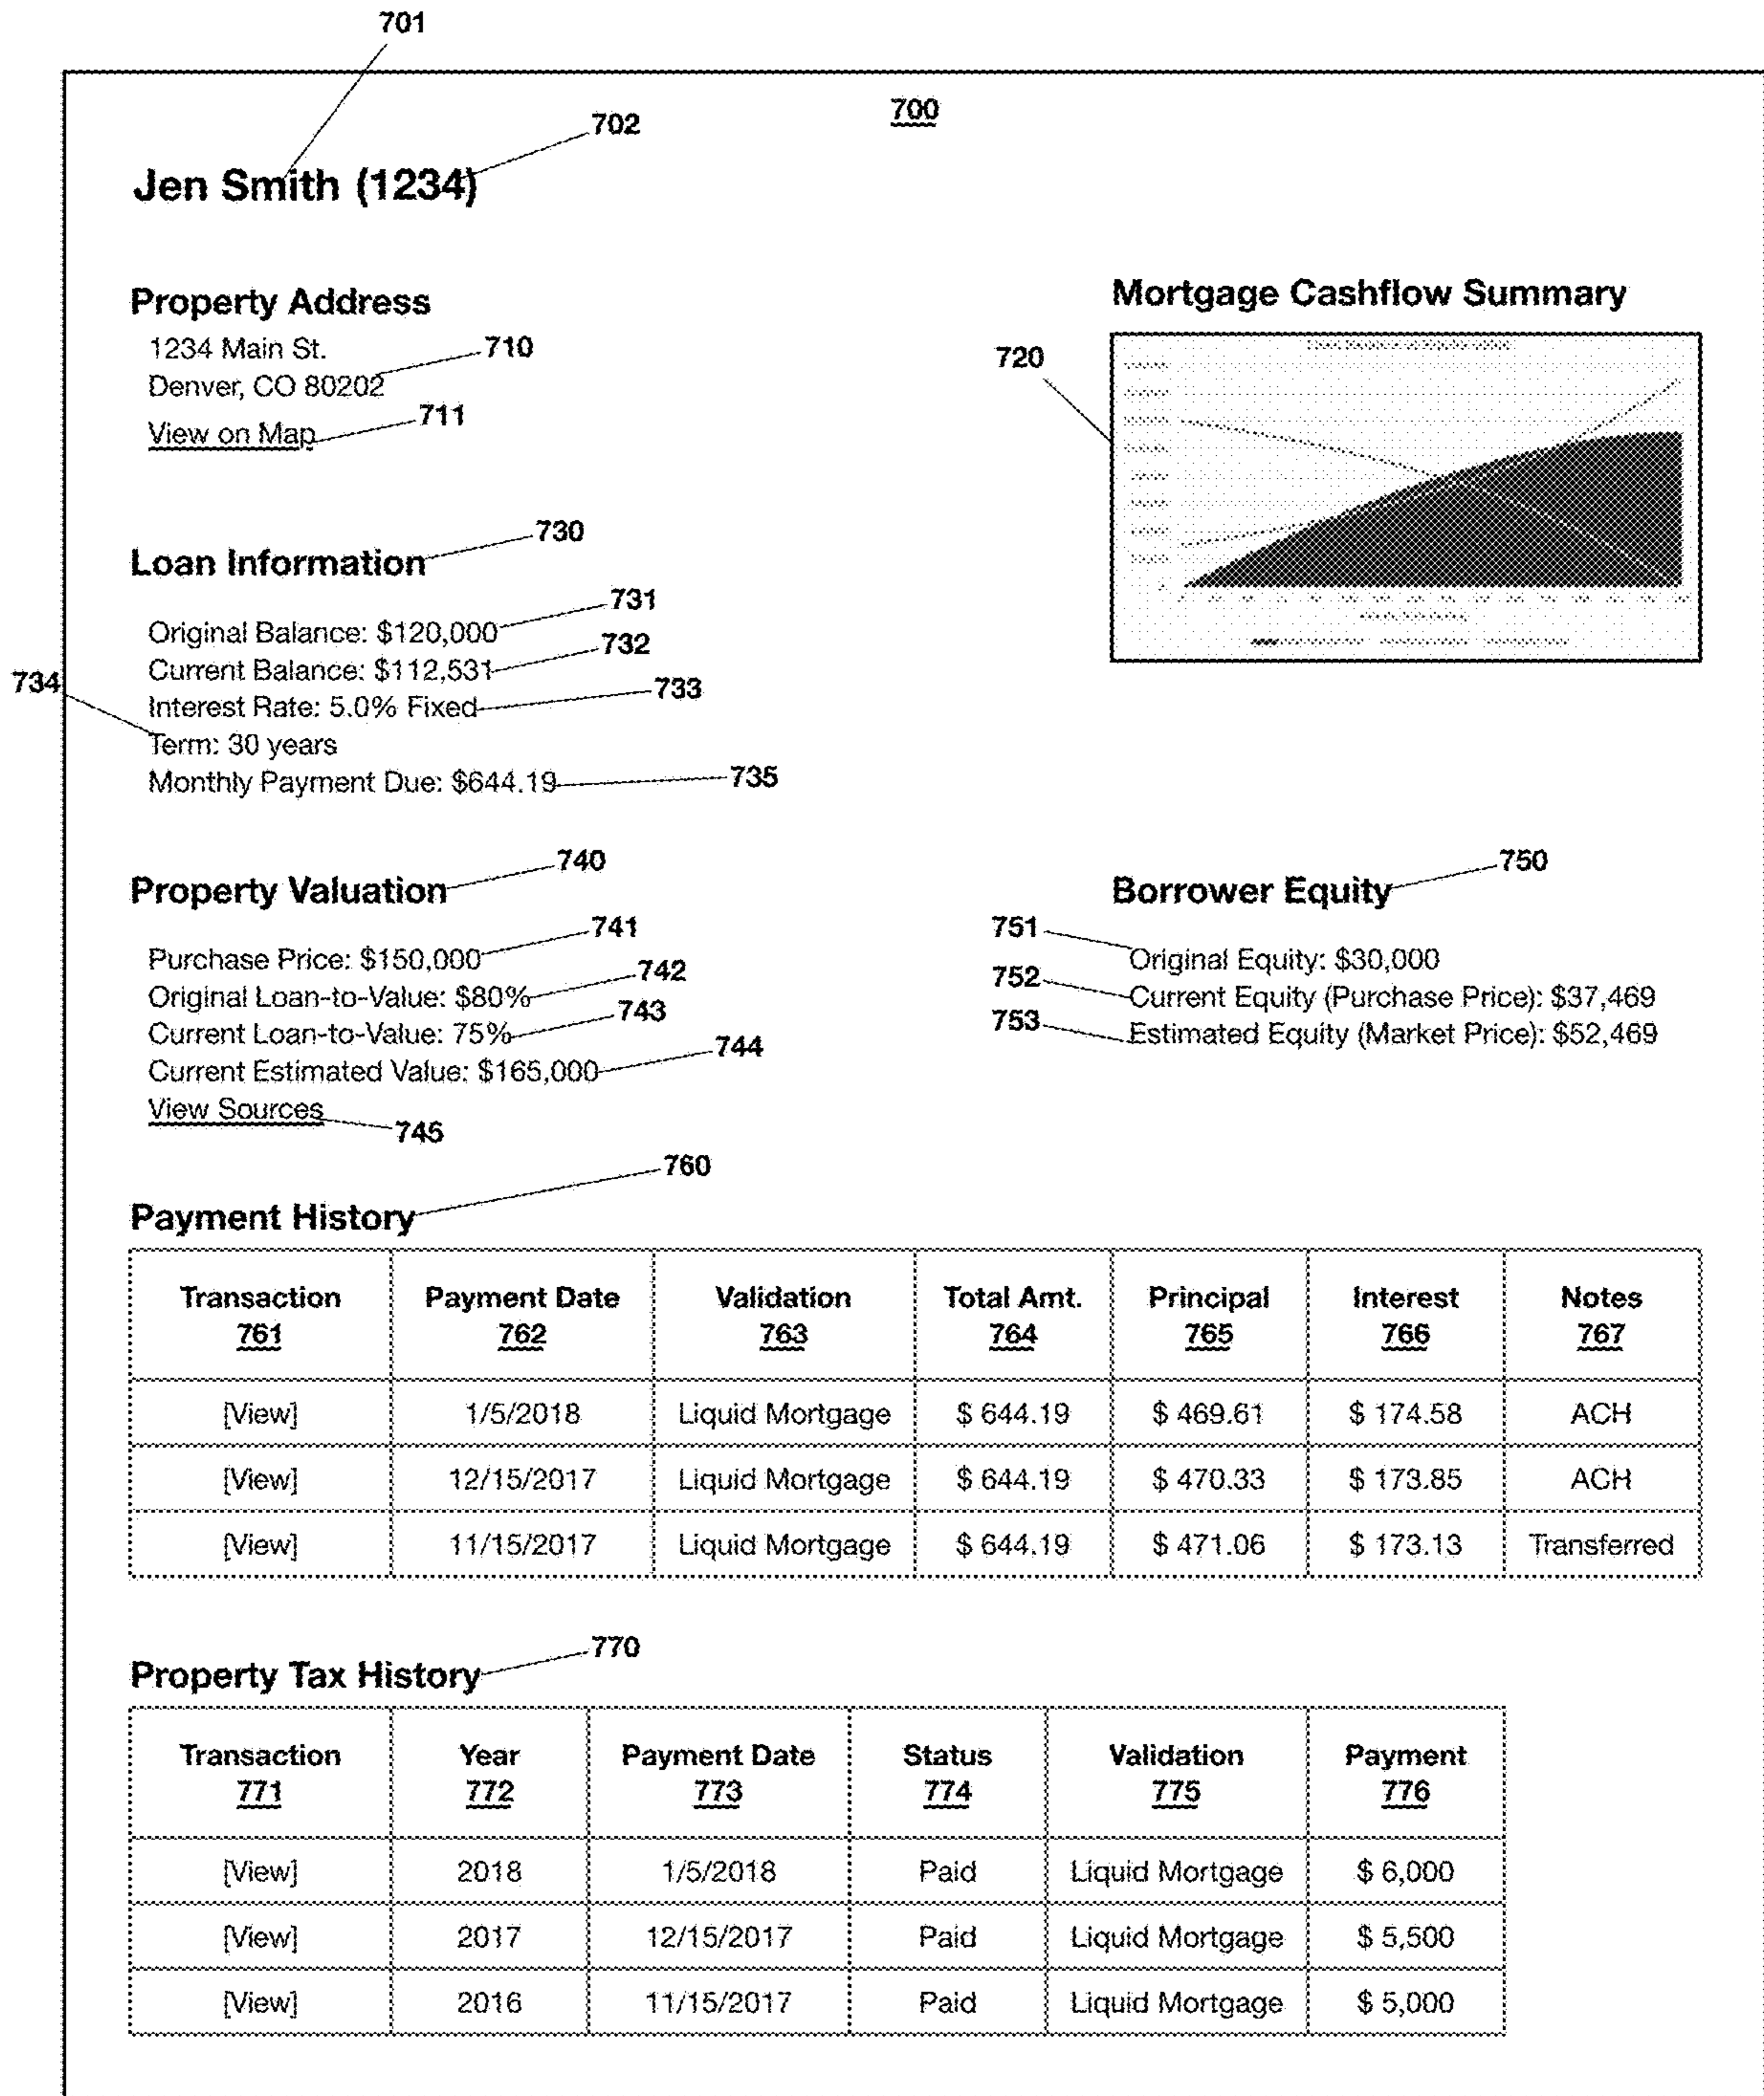 701
702
700
Jen Smith (1234)
Property Address
1234 Main St.
710
Denver, CO 80202
711
View on Map
Mortgage Cashflow Summary
720
730
Loan Information
731
Original Balance: $120,000
732
Current Balance: $112,531
734
733
Interest Rate: 5.0% Fixed
Term: 30 years
Monthly Payment Due: $644.19
735
740
Property Valuation
741
Purchase Price: $150,000
742
Original Loan-to-Value: $80%
743
Current Loan-to-Value: 75%
744
Current Estimated Value: $165,000
View Sources
745
750
Borrower Equity
751
Original Equity: $30,000
752
Current Equity (Purchase Price): $37,469
753
Estimated Equity (Market Price): $52,469
760
Payment History
Transaction Payment Date Validation Total Amt. Principal Interest Notes
761 762 763 764 765 766 767
[View] 1/5/2018 Liquid Mortgage $ 644.19 $ 469.61 $ 174.58 ACH
[View] 12/15/2017 Liquid Mortgage $ 644.19 $ 470.33 $ 173.85 ACH
[View] 11/15/2017 Liquid Mortgage $ 644.19 $ 471.06 $ 173.13 Transferred
770
Property Tax History
Transaction Year Payment Date Status Validation Payment
771 772 773 774 775 776
[View] 2018 1/5/2018 Paid Liquid Mortgage $ 6,000
[View] 2017 12/15/2017 Paid Liquid Mortgage $ 5,500
[View] 2016 11/15/2017 Paid Liquid Mortgage $ 5,000